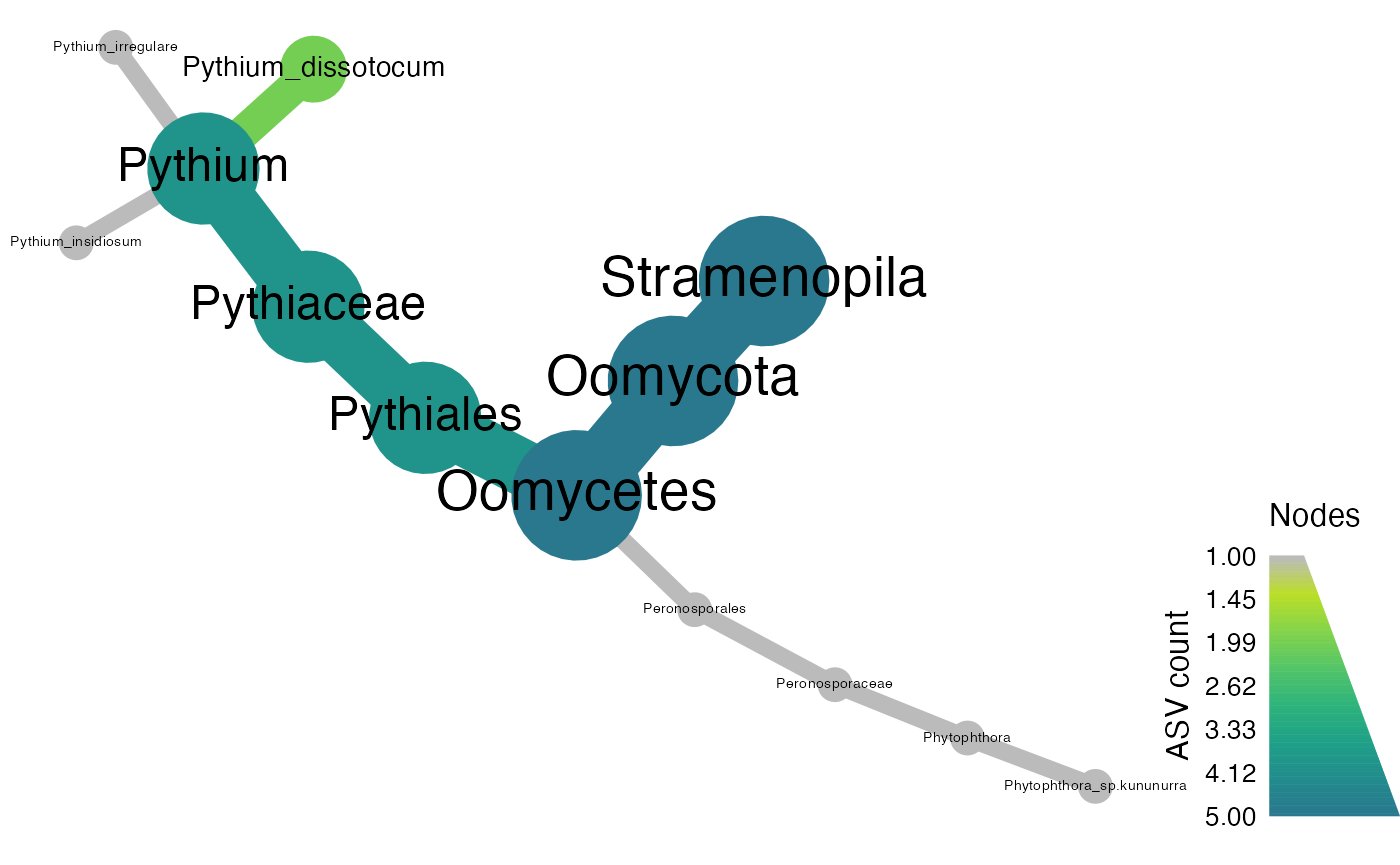 Pythium_irregulare
Pythium_dissotocum
Pythium
Pythium_insidiosum
Stramenopila
Pythiaceae
Oomycota
Pythiales
Oomycetes
Peronosporales
Peronosporaceae
Phytophthora
Phytophthora_sp.kununurra
Nodes
ASV count
1.00
1.45
1.99
2.62
3.33
4.12
5.00